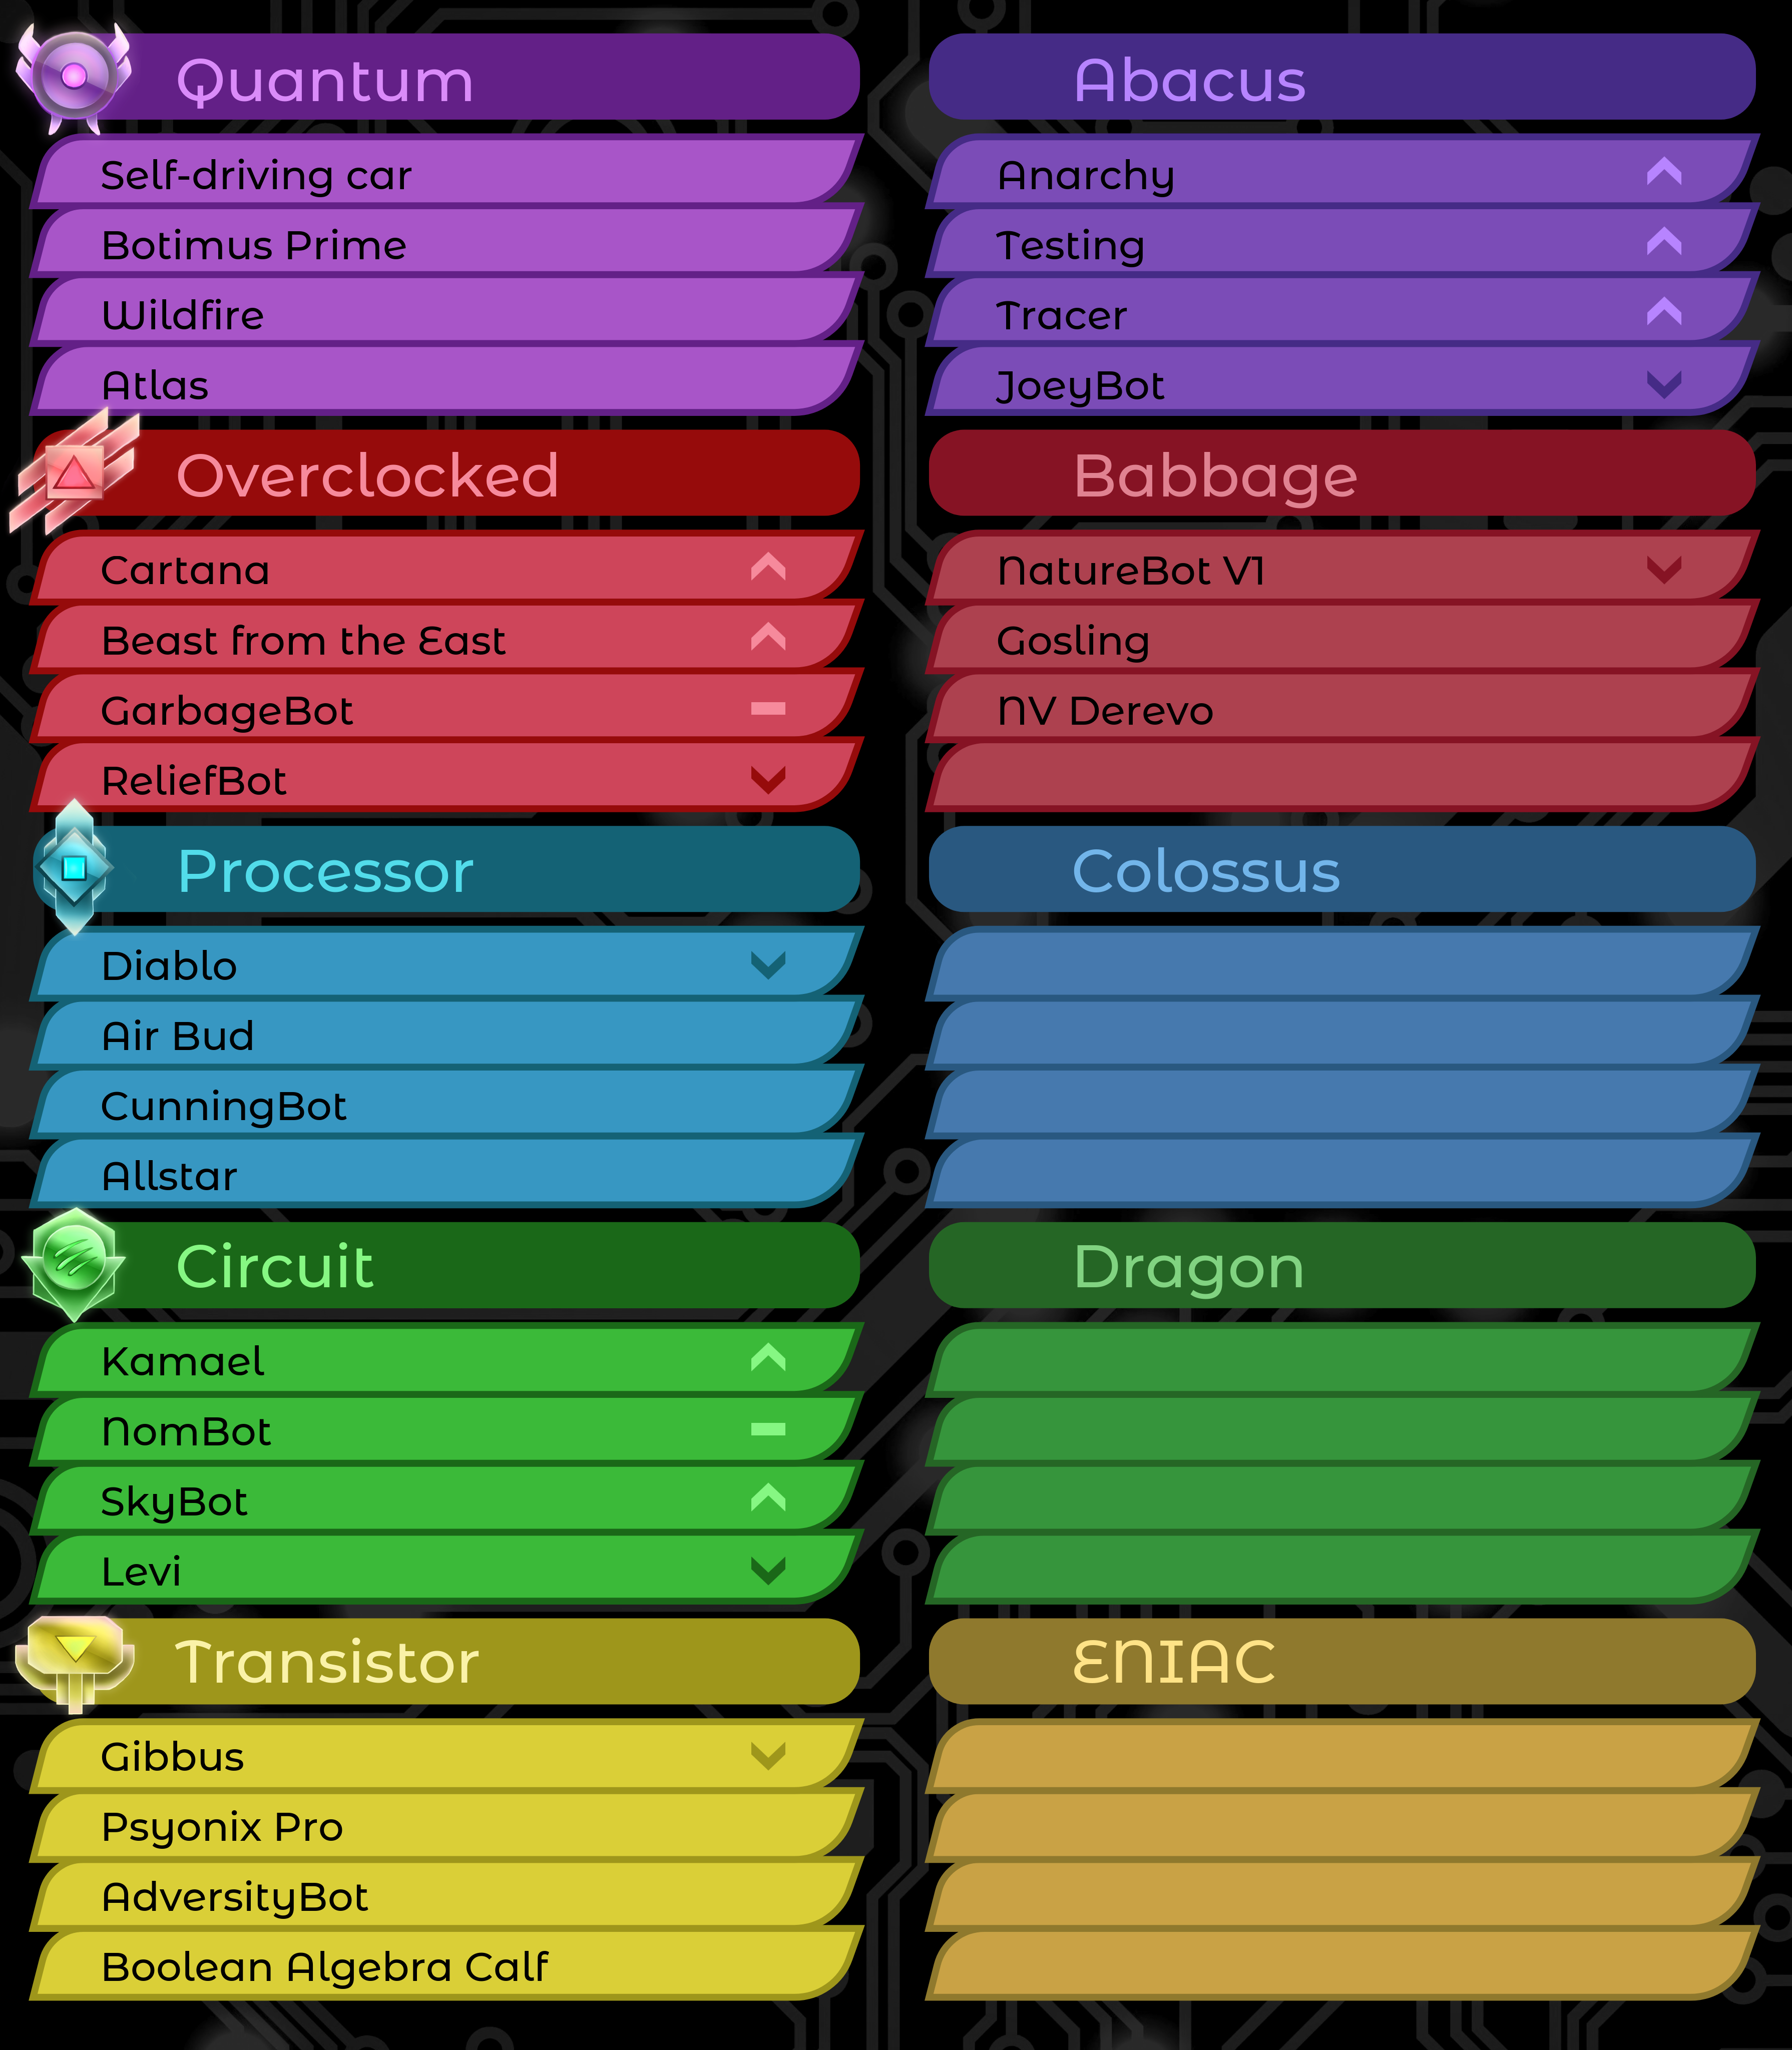 Quantum
Self-driving car
Botimus Prime
Wildfire
Atlas
Overclocked
Cartana
Beast from the East
GarbageBot
ReliefBot
Processor
Diablo
Air Bud
CunningBot
Allstar
Circuit
Kamael
NomBot
SkyBot
Levi
Transistor
Gibbus
Psyonix Pro
AdversityBot
Boolean Algebra Calf
Abacus
Anarchy
Testing
Tracer
JoeyBot
Babbage
NatureBot V1
Gosling
NV Derevo
Colossus
Dragon
ENIAC